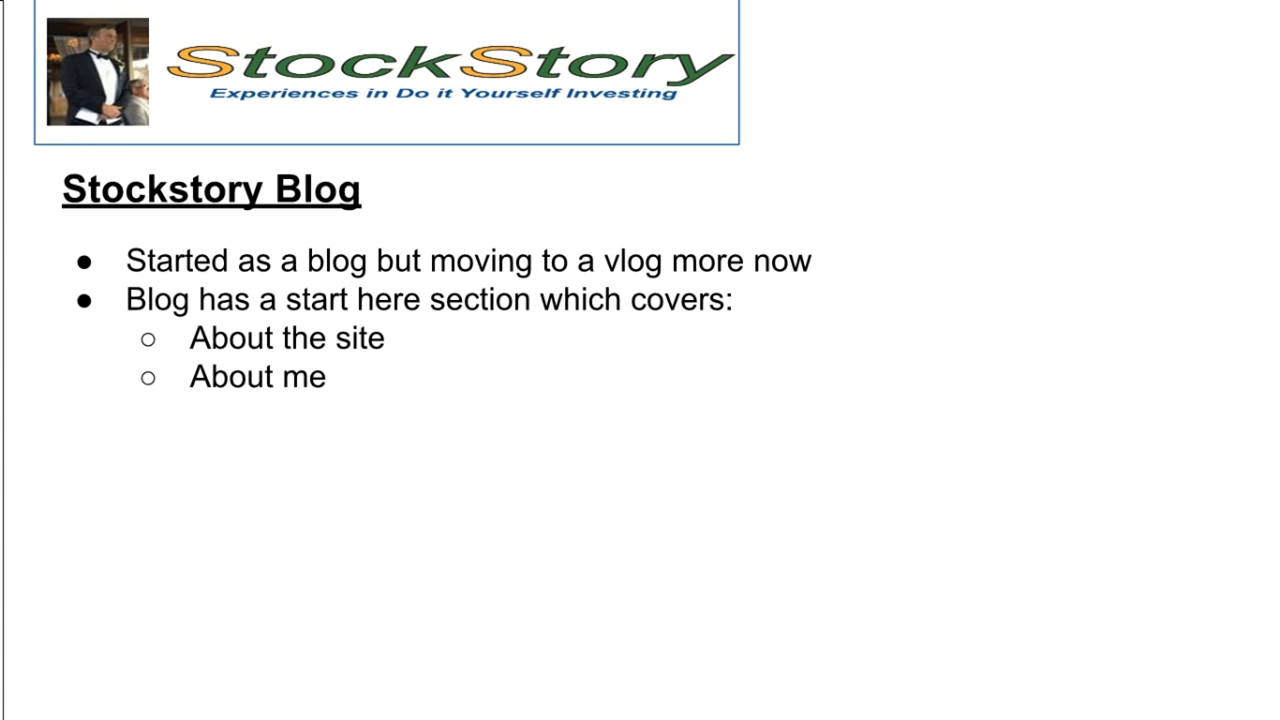 StockStory
Experiences in Do it Yourself Investing
Stockstory Blog
● Started as a blog but moving to a vlog more now
● Blog has a start here section which covers:
○ About the site
○ About me